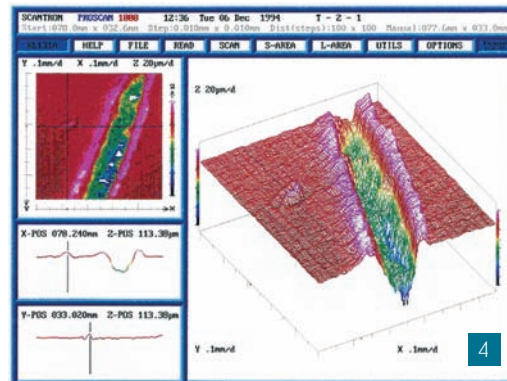 SCANTRON PROSCAN 1000 12:36 Tue 06 Dec 1994 T - Z - 1
Start:078.0mm x 032.6mm Step:0.010mm x 0.010mm Dist(steps):100 x 100 Manual:077.6mm x 033.0mm
HELP FILE READ SCAN S-AREA L-AREA UTILS OPTIONS
Y .1mm/d X .1mm/d Z 20µm/d
Z 20µm/d
X-POS 078.240mm Z-POS 113.38µm
Y-POS 033.020mm Z-POS 113.38µm
Y .1mm/d X .1mm/d
4